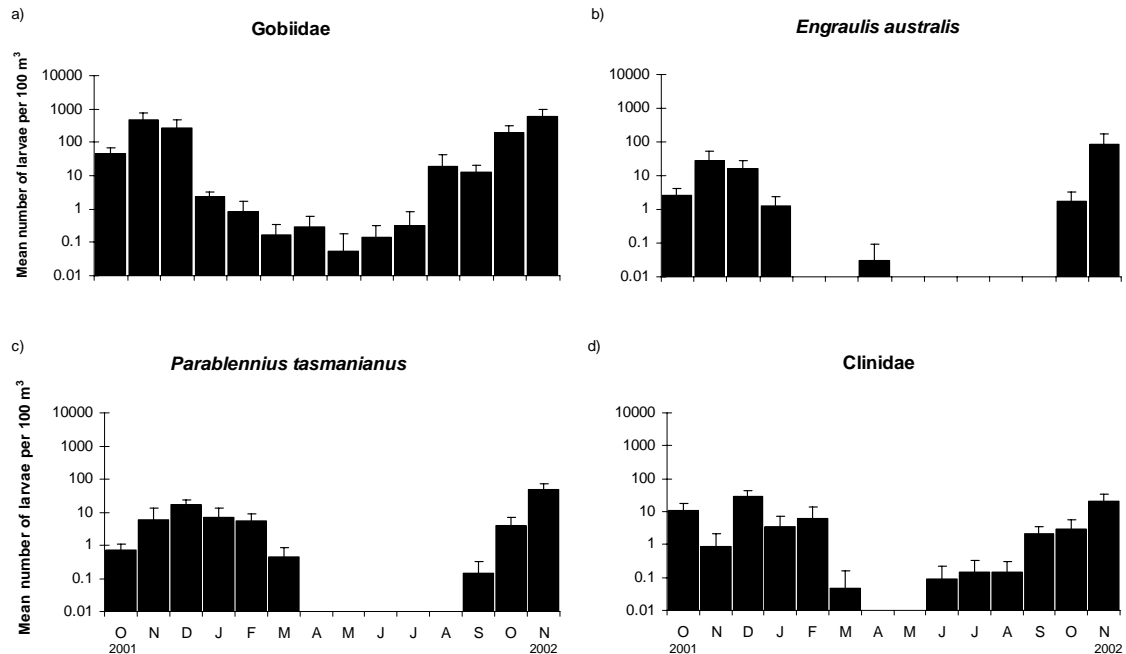 a)
Gobiidae
Mean number of larvae per 100 m³
10000
1000
100
10
1
0.1
0.01
b)
Engraulis australis
10000
1000
100
10
1
0.1
0.01
c)
Parablennius tasmanianus
Mean number of larvae per 100 m³
10000
1000
100
10
1
0.1
0.01
O N D J F M A M J J A S O N
2001 2002
d)
Clinidae
10000
1000
100
10
1
0.1
0.01
O N D J F M A M J J A S O N
2001 2002